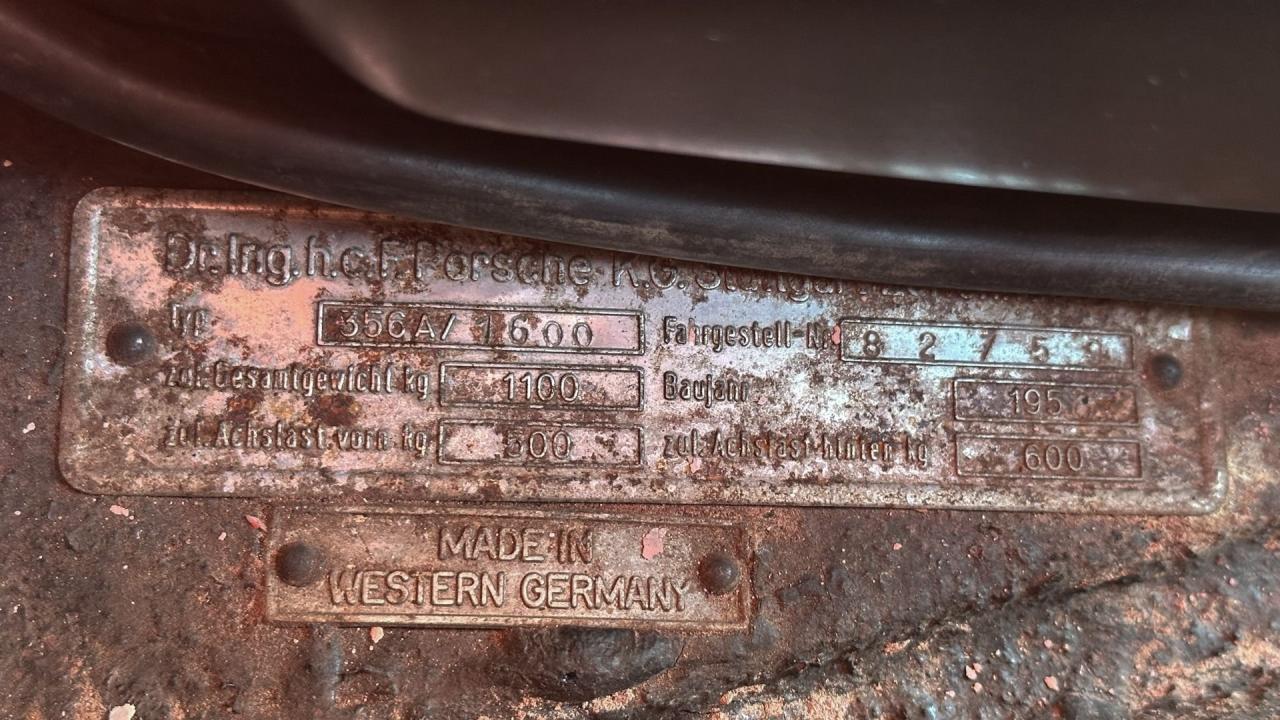 Dr. Ing. h.c. F. Porsche K.G.
Typ 356A/ 1600 Fahrgestell-Nr.
zul. Gesamtgewicht kg 1100 Baujahr
zul. Achslast vorn kg 500 zul. Achslast hinten kg 600
MADE IN
WESTERN GERMANY